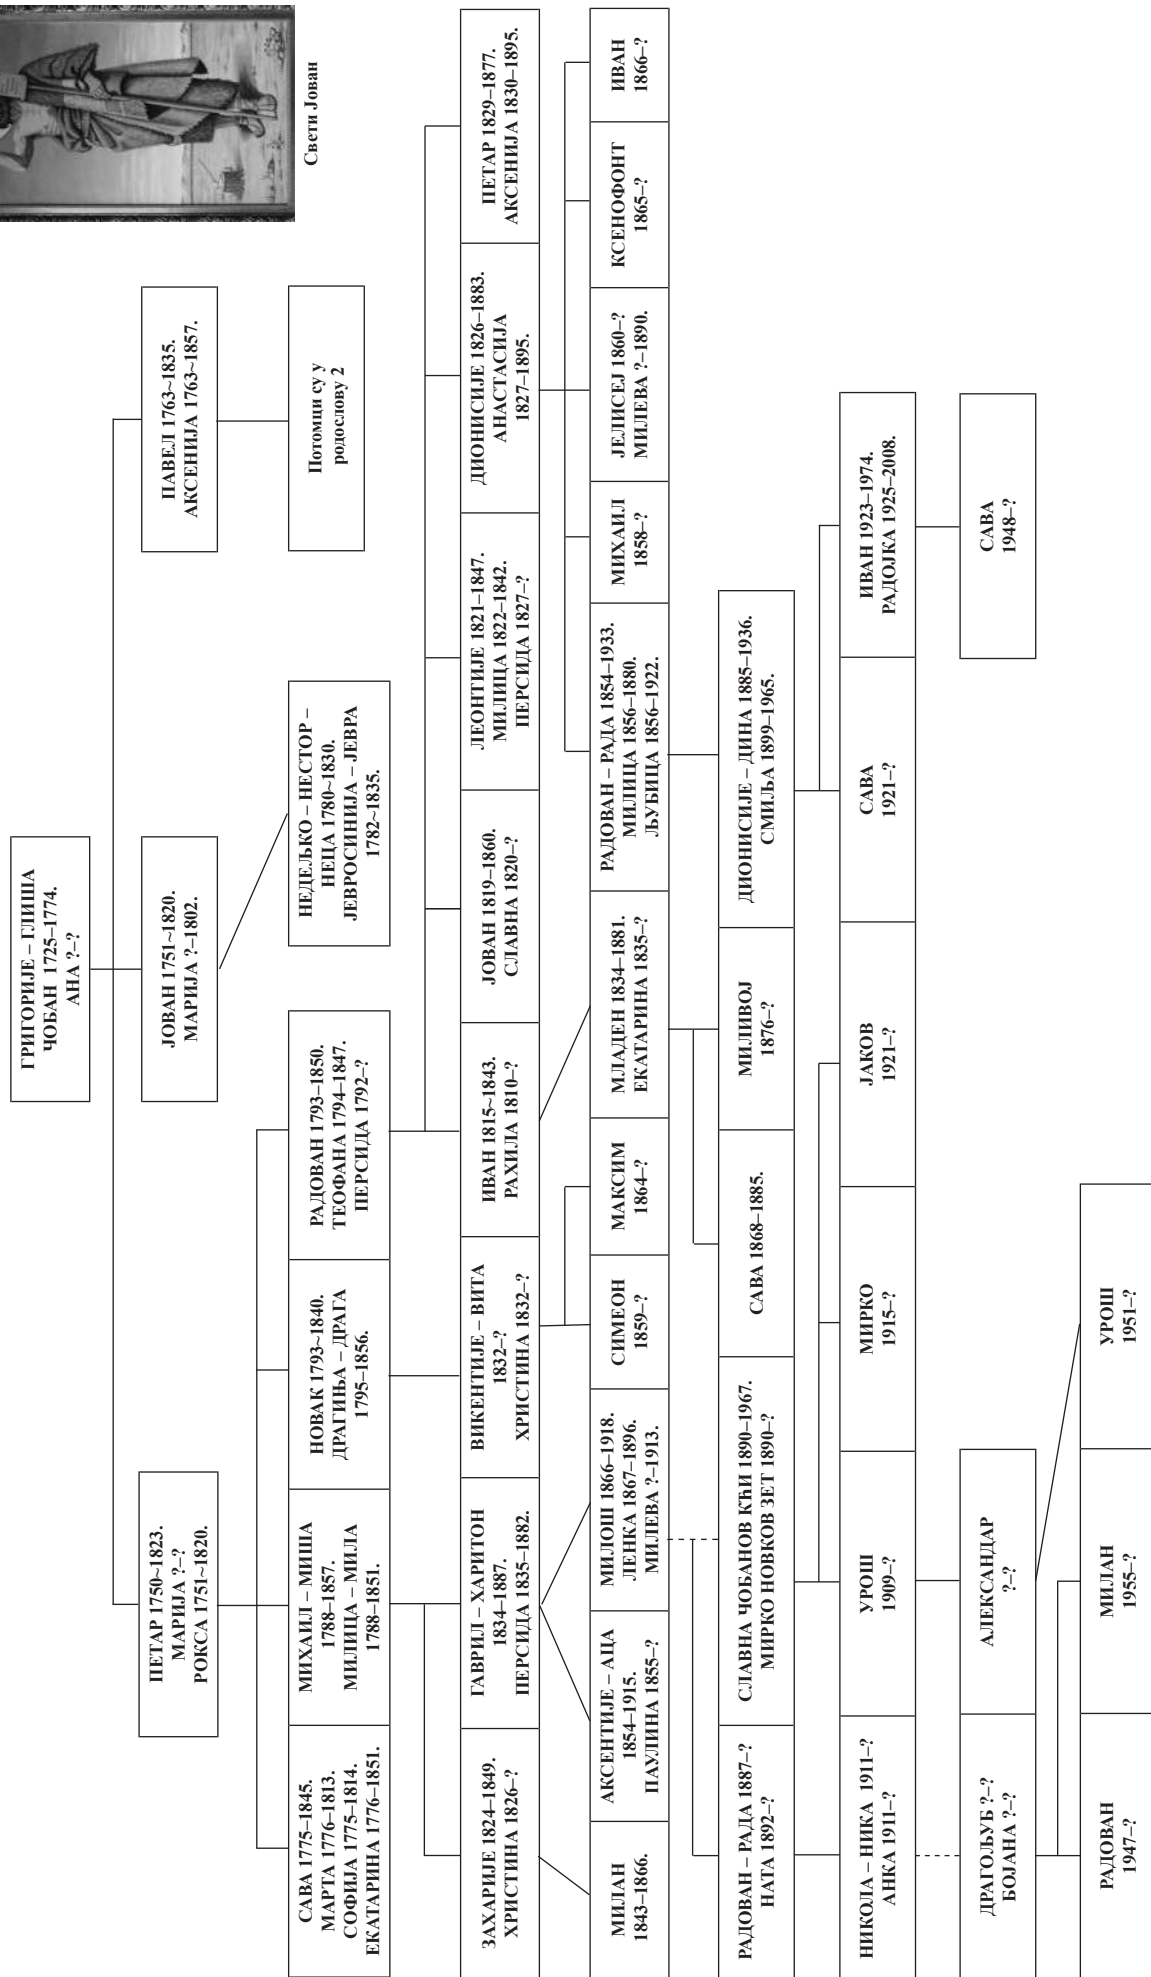 Свети Јован
ГРИГОРИЈЕ – ГЛИША
ЧОБАН 1725–1774.
АНА ?–?
ПЕТАР 1750~1823.
МАРИЈА ?–?
РОКСА 1751~1820.
ЈОВАН 1751~1820.
МАРИЈА ?–1802.
ПАВЕЛ 1763~1835.
АКСЕНИЈА 1763~1857.
САВА 1775–1845.
МАРТА 1776–1813.
СОФИЈА 1775–1814.
ЕКАТАРИНА 1776–1851.
МИХАИЛ – МИША
1788–1857.
МИЛИЦА – МИЛА
1788–1851.
НОВАК 1793~1840.
ДРАГИЊА – ДРАГА
1795–1856.
РАДОВАН 1793–1850.
ТЕОФАНА 1794–1847.
ПЕРСИДА 1792–?
НЕДЕЉКО – НЕСТОР –
НЕЦА 1780~1830.
ЈЕВРОСИНИЈА – ЈЕВРА
1782~1835.
Потомци су у
родослову 2
ЗАХАРИЈЕ 1824–1849.
ХРИСТИНА 1826–?
ГАВРИЛ – ХАРИТОН
1834–1887.
ПЕРСИДА 1835–1882.
ВИКЕНТИЈЕ – ВИТА
1832–?
ХРИСТИНА 1832–?
ИВАН 1815~1843.
РАХИЛА 1810–?
ЈОВАН 1819–1860.
СЛАВНА 1820–?
ЛЕОНТИЈЕ 1821–1847.
МИЛИЦА 1822–1842.
ПЕРСИДА 1827–?
ДИОНИСИЈЕ 1826–1883.
АНАСТАСИЈА
1827–1895.
ПЕТАР 1829–1877.
АКСЕНИЈА 1830–1895.
МИЛАН
1843–1866.
АКСЕНТИЈЕ – АЦА
1854–1915.
ПАУЛИНА 1855–?
МИЛОШ 1866–1918.
ЛЕНКА 1867–1896.
МИЛЕВА ?–1913.
СИМЕОН
1859–?
МАКСИМ
1864–?
МЛАДЕН 1834–1881.
ЕКАТАРИНА 1835–?
РАДОВАН – РАДА 1854–1933.
МИЛИЦА 1856–1880.
ЉУБИЦА 1856–1922.
МИХАИЛ
1858–?
ЈЕЛИСЕЈ 1860–?
МИЛЕВА ?–1890.
КСЕНОФОНТ
1865–?
ИВАН
1866–?
РАДОВАН – РАДА 1887–?
НАТА 1892–?
СЛАВНА ЧОБАНОВ КЋИ 1890–1967.
МИРКО НОВКОВ ЗЕТ 1890–?
САВА 1868–1885.
МИЛИВОЈ
1876–?
ДИОНИСИЈЕ – ДИНА 1885–1936.
СМИЉА 1899–1965.
НИКОЛА – НИКА 1911–?
АНКА 1911–?
УРОШ
1909–?
МИРКО
1915–?
ЈАКОВ
1921–?
САВА
1921–?
ИВАН 1923–1974.
РАДОЈКА 1925–2008.
ДРАГОЉУБ ?–?
БОЈАНА ?–?
АЛЕКСАНДАР
?–?
САВА
1948–?
РАДОВАН
1947–?
МИЛАН
1955–?
УРОШ
1951–?